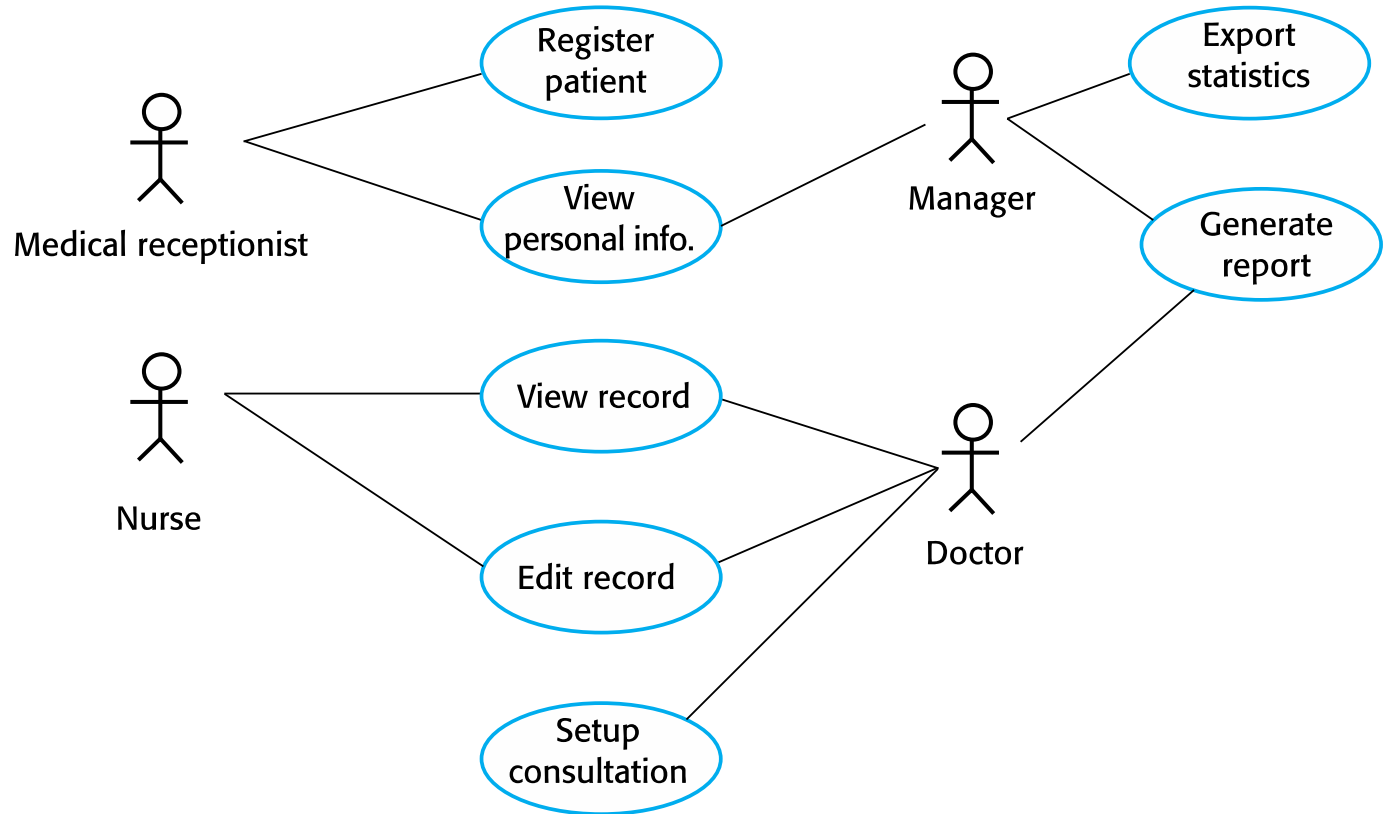 Register
patient
Export
statistics
Medical receptionist
View
personal info.
Manager
Generate
report
Nurse
View record
Edit record
Doctor
Setup
consultation